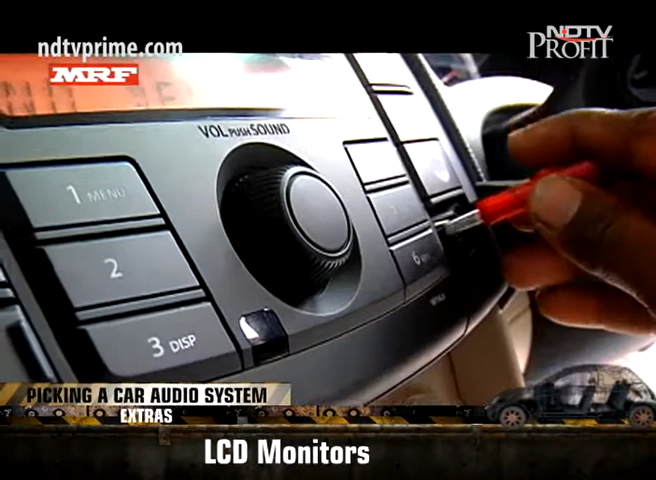 ndtvprime.com
NDTV
PROFIT
MRF
VOL PUSH SOUND
1 MENU
2
3 DISP
6
PICKING A CAR AUDIO SYSTEM
EXTRAS
LCD MONITORS